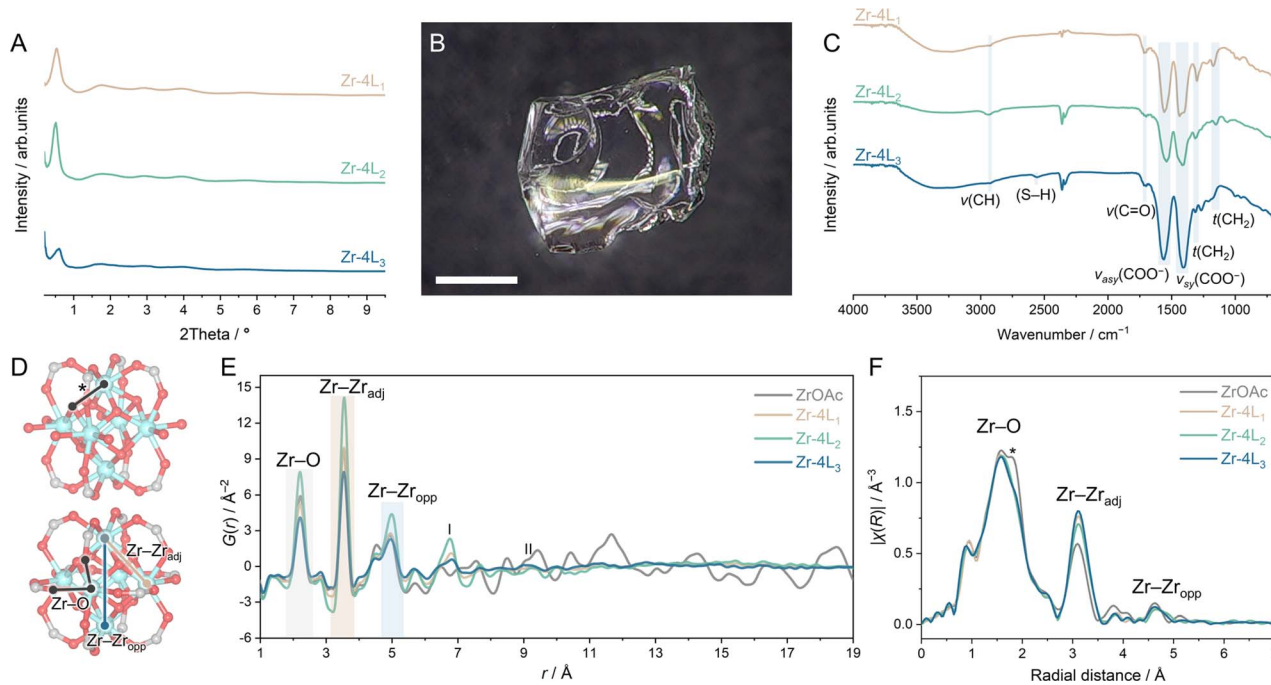 A
Intensity / arb.units
Zr-4L₁
Zr-4L₂
Zr-4L₃
1 2 3 4 5 6 7 8 9
2Theta / °
B
C
Intensity / arb.units
Zr-4L₁
Zr-4L₂
Zr-4L₃
ν(CH)
(S–H)
ν(C=O)
t(CH₂)
t(CH₂)
νasy(COO⁻)
νsy(COO⁻)
4000 3500 3000 2500 2000 1500 1000
Wavenumber / cm⁻¹
D
*
Zr–Zradj
Zr–O
Zr–Zropp
E
G(r) / Å⁻²
15
12
9
6
3
0
-3
-6
Zr–O
Zr–Zradj
Zr–Zropp
I
II
ZrOAc
Zr-4L₁
Zr-4L₂
Zr-4L₃
1 3 5 7 9 11 13 15 17 19
r / Å
F
|χ(R)| / Å⁻³
1.5
1.0
0.5
0.0
Zr–O
*
Zr–Zradj
Zr–Zropp
ZrOAc
Zr-4L₁
Zr-4L₂
Zr-4L₃
0 1 2 3 4 5 6 7
Radial distance / Å